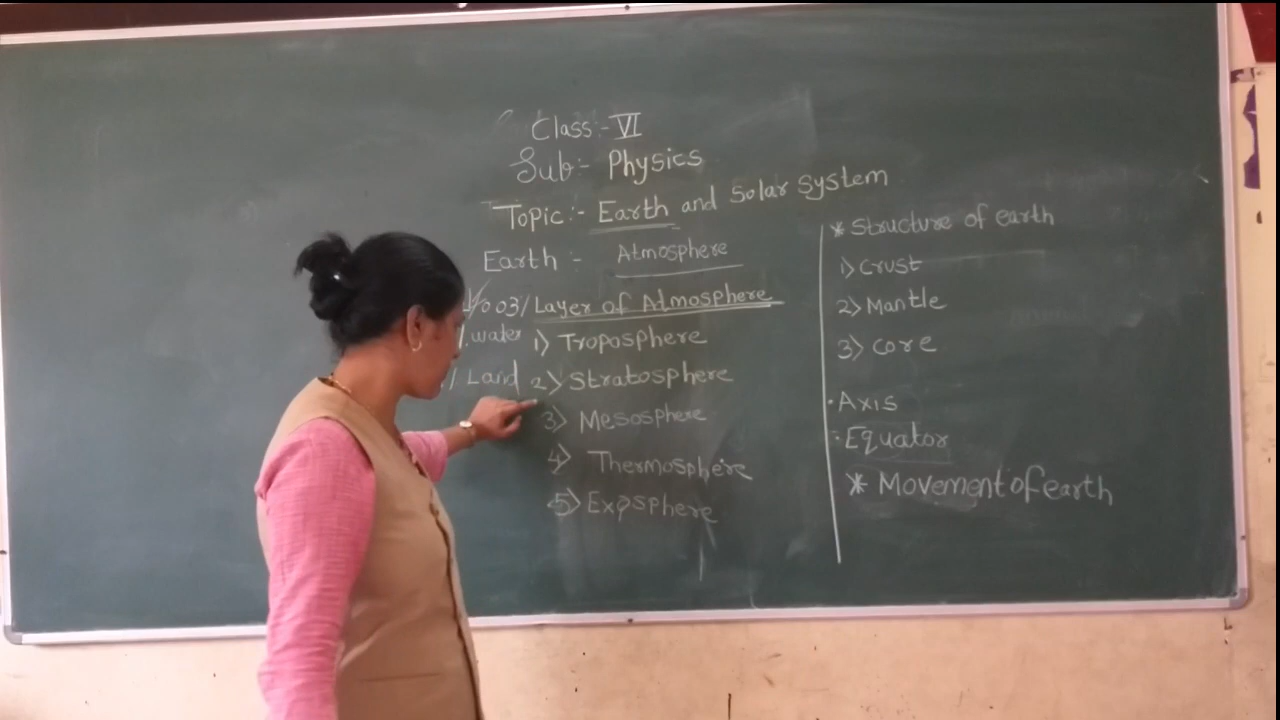 Class:- VI
Sub:- Physics
Topic:- Earth and Solar System
Earth:- Atmosphere
Layer of Atmosphere
water 1) Troposphere
Land 2) Stratosphere
3) Mesosphere
4) Thermosphere
5) Exosphere
* Structure of earth
1) Crust
2) Mantle
3) Core
· Axis
· Equator
* Movement of earth